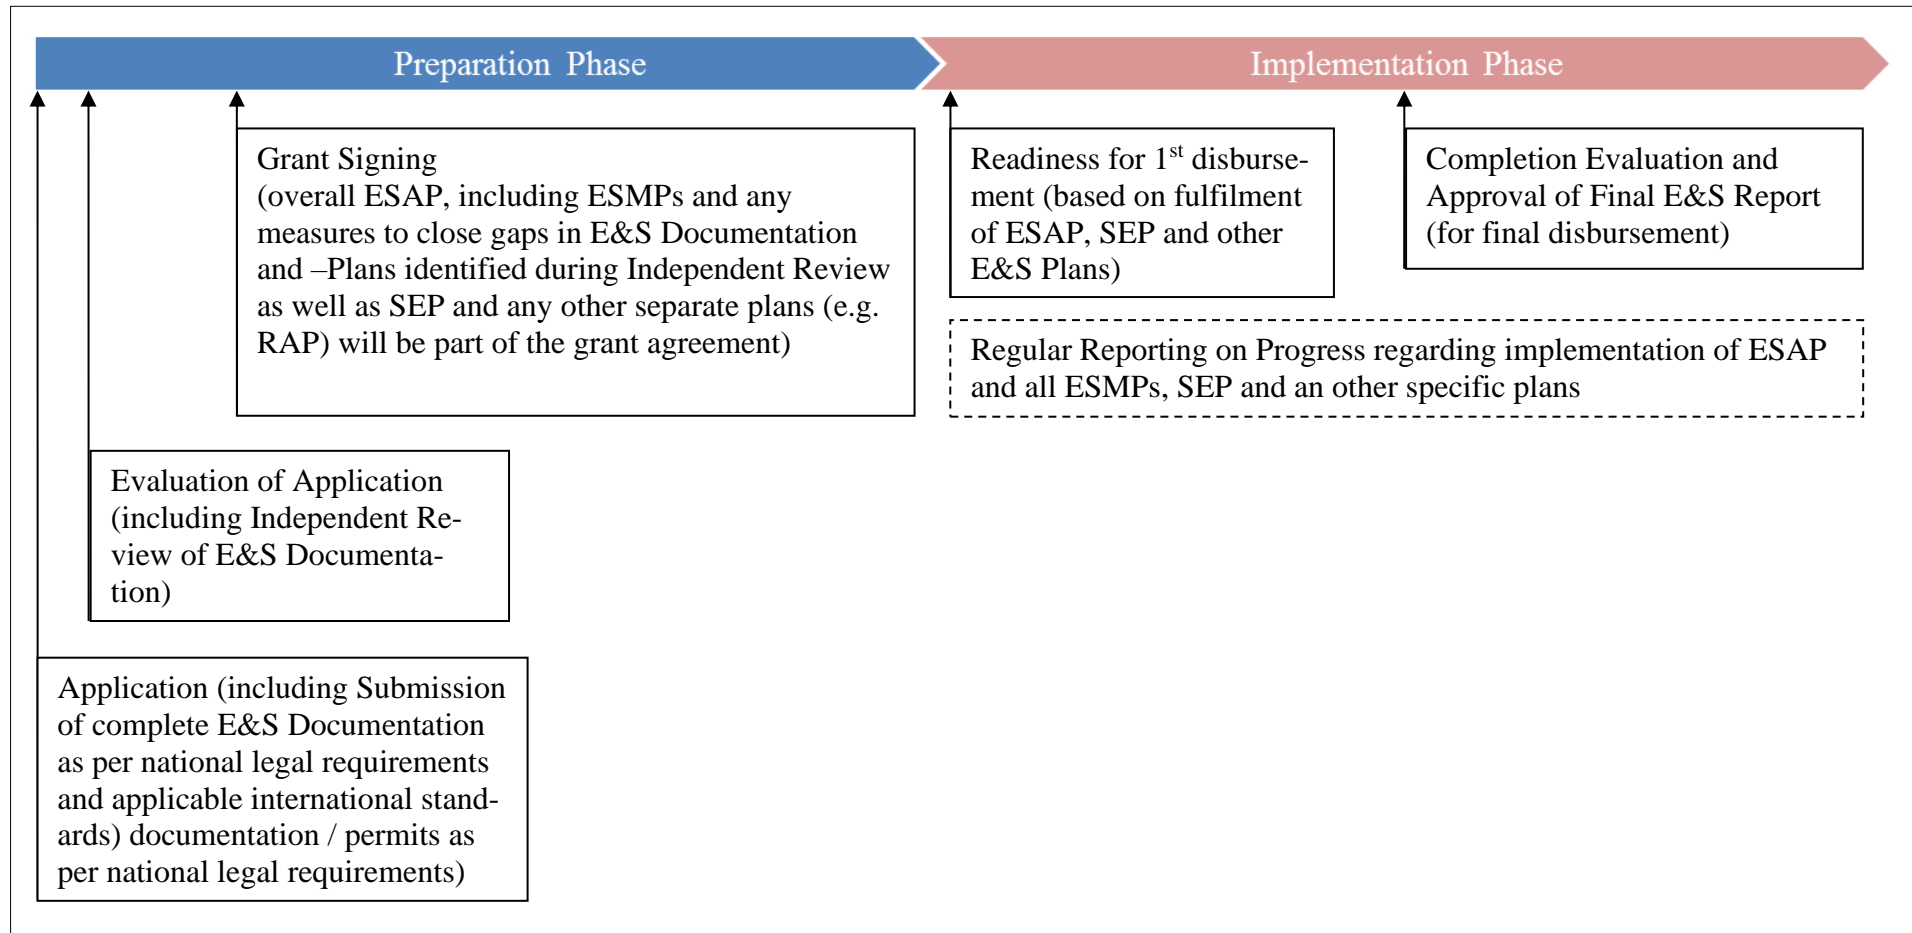 Preparation Phase
Implementation Phase
Grant Signing
(overall ESAP, including ESMPs and any
measures to close gaps in E&S Documentation
and –Plans identified during Independent Review
as well as SEP and any other separate plans (e.g.
RAP) will be part of the grant agreement)
Readiness for 1st disburse-
ment (based on fulfilment
of ESAP, SEP and other
E&S Plans)
Completion Evaluation and
Approval of Final E&S Report
(for final disbursement)
Regular Reporting on Progress regarding implementation of ESAP
and all ESMPs, SEP and an other specific plans
Evaluation of Application
(including Independent Re-
view of E&S Documenta-
tion)
Application (including Submission
of complete E&S Documentation
as per national legal requirements
and applicable international stand-
ards) documentation / permits as
per national legal requirements)